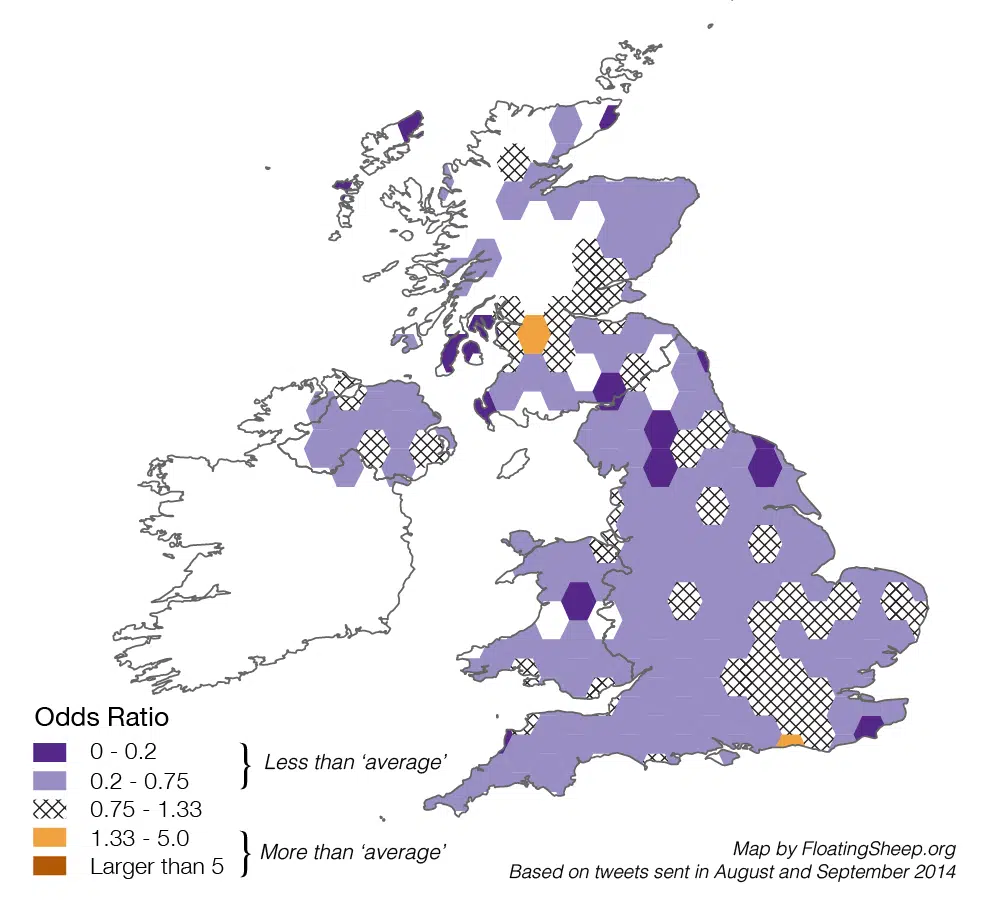 Odds Ratio
0 - 0.2
0.2 - 0.75
Less than ‘average’
0.75 - 1.33
1.33 - 5.0
Larger than 5
More than ‘average’
Map by FloatingSheep.org
Based on tweets sent in August and September 2014